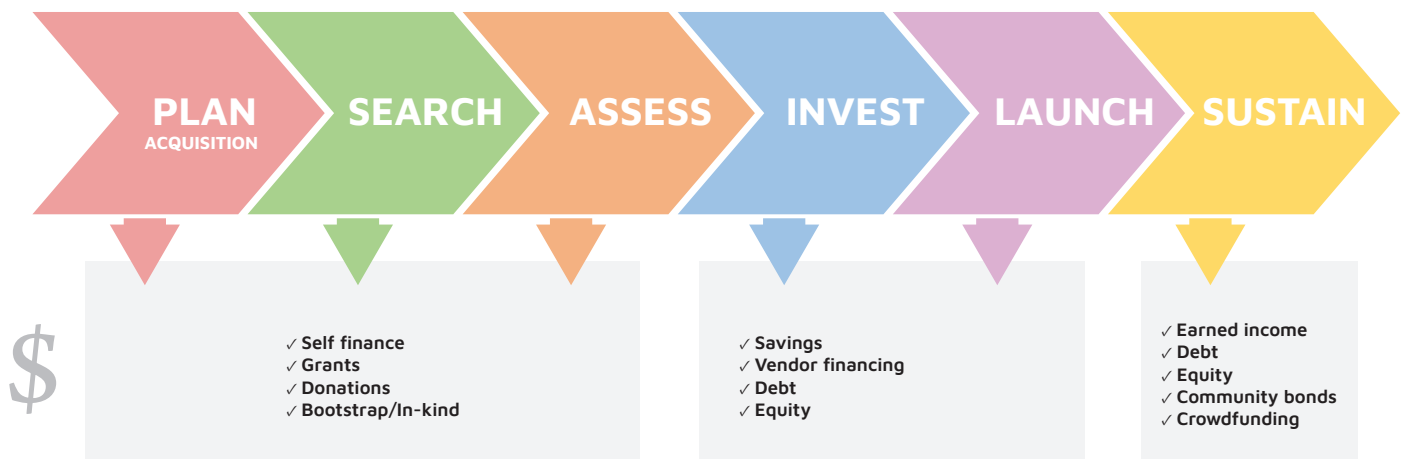 PLAN
ACQUISITION
SEARCH
ASSESS
INVEST
LAUNCH
SUSTAIN
$
✓ Self finance
✓ Grants
✓ Donations
✓ Bootstrap/In-kind
✓ Savings
✓ Vendor financing
✓ Debt
✓ Equity
✓ Earned income
✓ Debt
✓ Equity
✓ Community bonds
✓ Crowdfunding